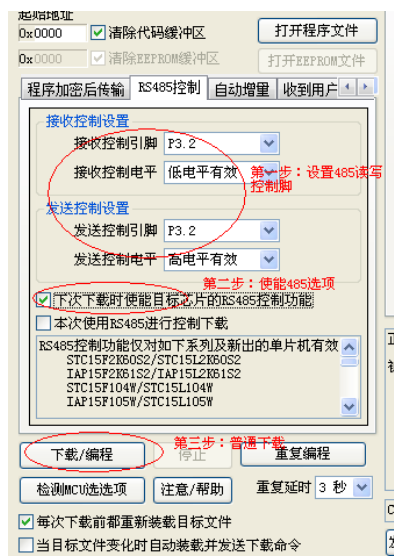 起始地址
0x0000 清除代码缓冲区 打开程序文件
0x0000 清除EEPROM缓冲区 打开EEPROM文件
程序加密后传输 RS485控制 自动增量 收到用户
接收控制设置
接收控制引脚 P3.2
接收控制电平 低电平有效
第一步：设置485读写
控制脚
发送控制设置
发送控制引脚 P3.2
发送控制电平 高电平有效
第二步：使能485选项
下次下载时使能目标芯片的RS485控制功能
本次使用RS485进行控制下载
RS485控制功能仅对如下系列及新出的单片机有效
STC15F2K60S2/STC15L2K60S2
IAP15F2K61S2/IAP15L2K61S2
STC15F104W/STC15L104W
IAP15F105W/STC15L105W
第三步：普通下载
下载/编程 停止 重复编程
检测MCU选选项 注意/帮助 重复延时 3 秒
每次下载前都重新装载目标文件
当目标文件变化时自动装载并发送下载命令